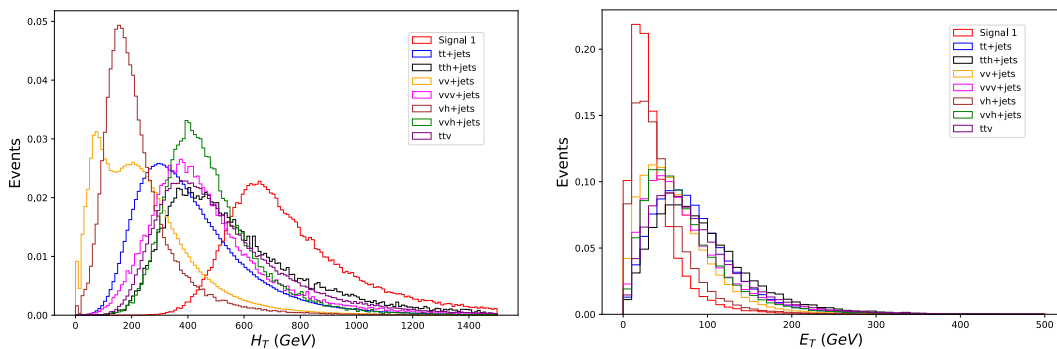 0.05
0.04
0.03
0.02
0.01
0.00
Events
0 200 400 600 800 1000 1200 1400
H_T (GeV)
Signal 1
tt+jets
tth+jets
vv+jets
vvv+jets
vh+jets
vvh+jets
ttv
0.20
0.15
0.10
0.05
0.00
Events
0 100 200 300 400 500
E_T (GeV)
Signal 1
tt+jets
tth+jets
vv+jets
vvv+jets
vh+jets
vvh+jets
ttv